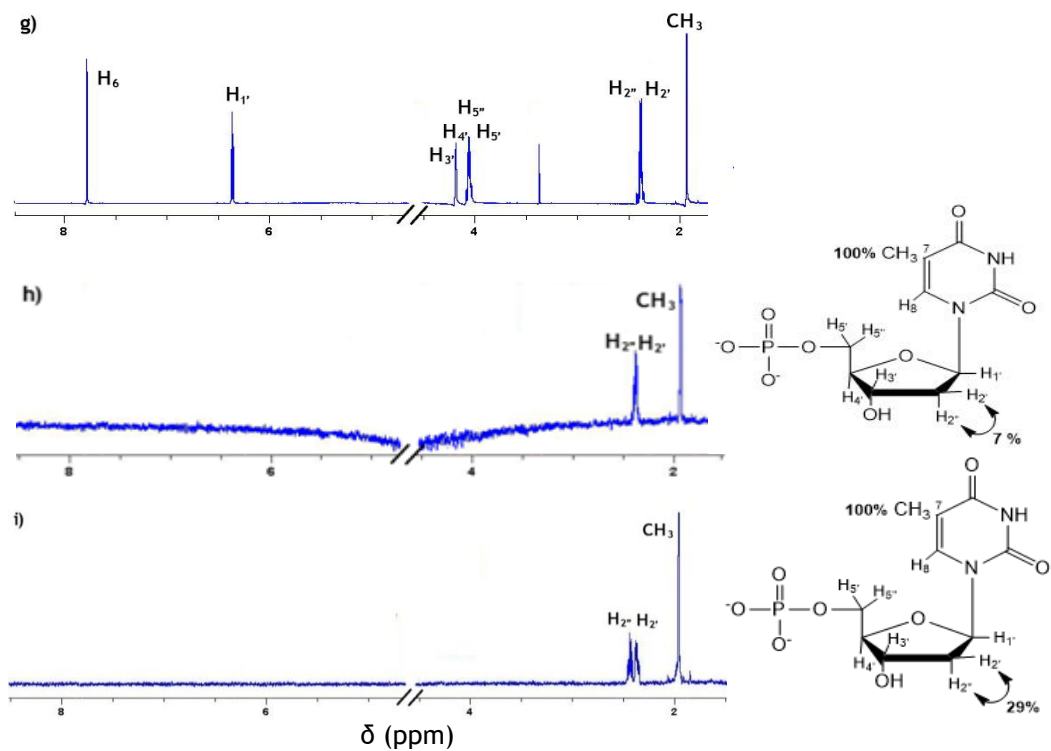 g)
CH₃
H₆
H₁'
H₅''
H₄' H₅'
H₃'
H₂'' H₂'
8 6 4 2
h)
CH₃
H₂'' H₂'
8 6 4 2
O
100% CH₃ 7
NH
H₈
N O
O
⁻O P O
O⁻
H₅' H₅''
O
H₃'
H₄'
H₁'
OH
H₂'
H₂''
7 %
i)
CH₃
H₂'' H₂'
8 6 4 2
δ (ppm)
O
100% CH₃ 7
NH
H₈
N O
O
⁻O P O
O⁻
H₅' H₅''
O
H₃'
H₄'
H₁'
OH
H₂'
H₂''
29%